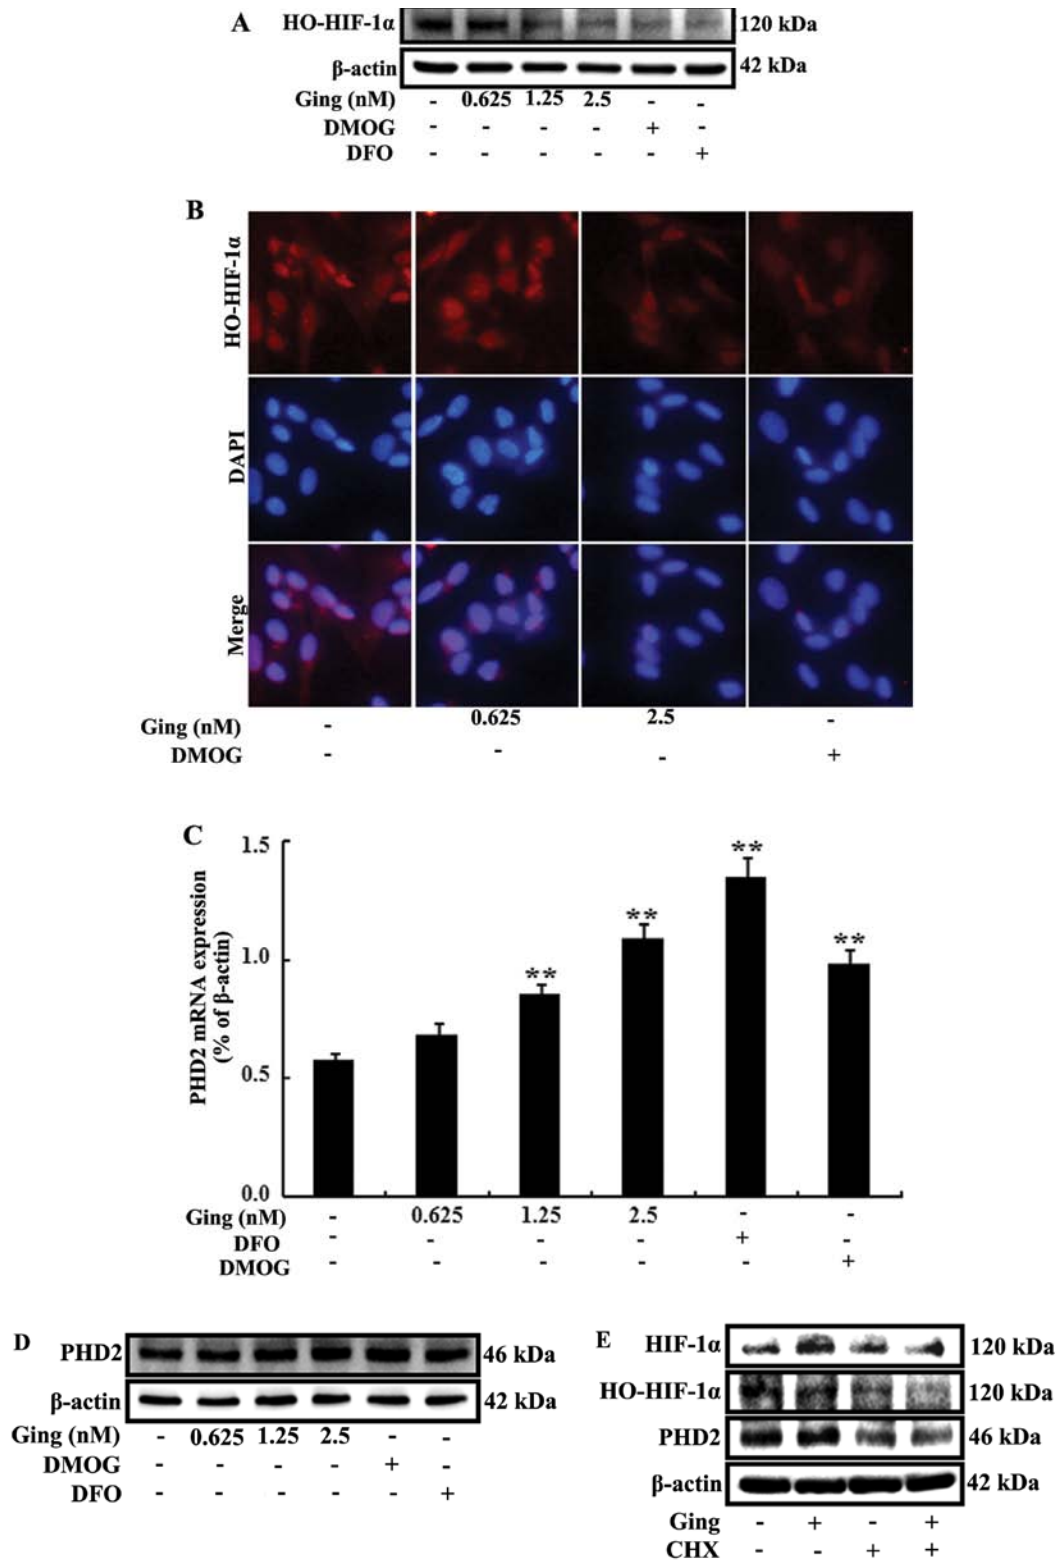 A
HO-HIF-1α 120 kDa
β-actin 42 kDa
Ing (nM) - 0.625 1.25 2.5 - -
DMOG - - - - + -
DFO - - - - - +
B
HO-HIF-1α
DAPI
Merge
Ging (nM) - 0.625 2.5 -
DMOG - - - +
C
PHD2 mRNA expression
(% of β-actin)
1.5
1.0
0.5
0.0
** ** ** **
Ging (nM) - 0.625 1.25 2.5 - -
DFO - - - - + -
DMOG - - - - - +
D
PHD2 46 kDa
β-actin 42 kDa
Ging (nM) - 0.625 1.25 2.5 - -
DMOG - - - - + -
DFO - - - - - +
E
HIF-1α 120 kDa
HO-HIF-1α 120 kDa
PHD2 46 kDa
β-actin 42 kDa
Ging - + - +
CHX - - + +